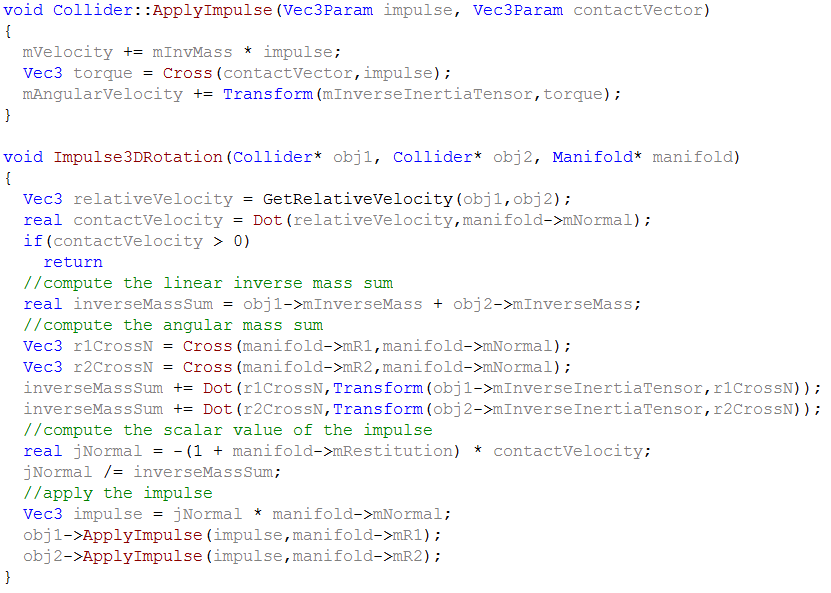 void Collider::ApplyImpulse(Vec3Param impulse, Vec3Param contactVector)
{
  mVelocity += mInvMass * impulse;
  Vec3 torque = Cross(contactVector,impulse);
  mAngularVelocity += Transform(mInverseInertiaTensor,torque);
}

void Impulse3DRotation(Collider* obj1, Collider* obj2, Manifold* manifold)
{
  Vec3 relativeVelocity = GetRelativeVelocity(obj1,obj2);
  real contactVelocity = Dot(relativeVelocity,manifold->mNormal);
  if(contactVelocity > 0)
    return
  //compute the linear inverse mass sum
  real inverseMassSum = obj1->mInverseMass + obj2->mInverseMass;
  //compute the angular mass sum
  Vec3 r1CrossN = Cross(manifold->mR1,manifold->mNormal);
  Vec3 r2CrossN = Cross(manifold->mR2,manifold->mNormal);
  inverseMassSum += Dot(r1CrossN,Transform(obj1->mInverseInertiaTensor,r1CrossN));
  inverseMassSum += Dot(r2CrossN,Transform(obj2->mInverseInertiaTensor,r2CrossN));
  //compute the scalar value of the impulse
  real jNormal = -(1 + manifold->mRestitution) * contactVelocity;
  jNormal /= inverseMassSum;
  //apply the impulse
  Vec3 impulse = jNormal * manifold->mNormal;
  obj1->ApplyImpulse(impulse,manifold->mR1);
  obj2->ApplyImpulse(impulse,manifold->mR2);
}